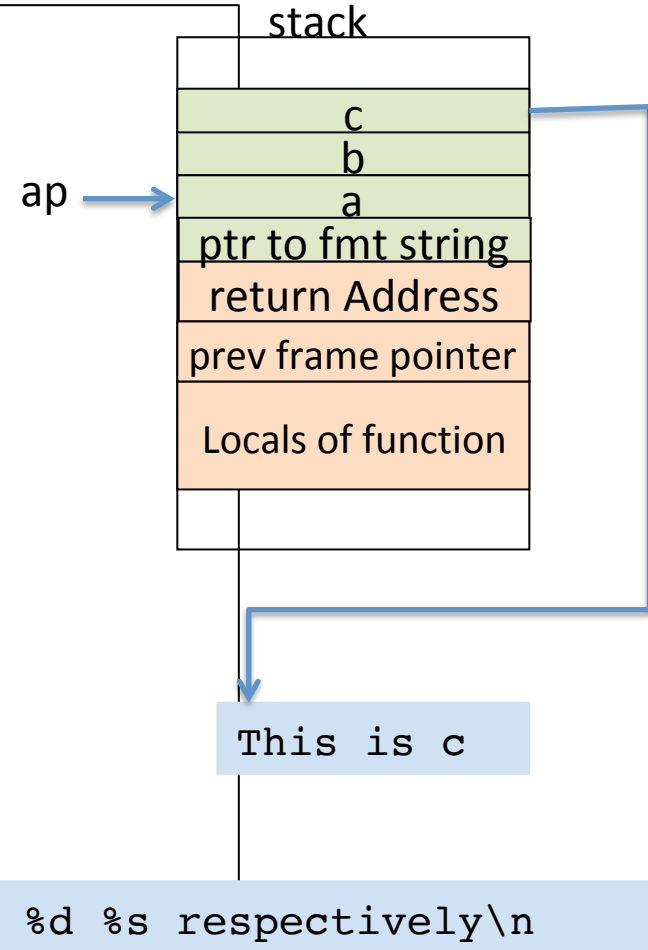 stack
c
b
ap
a
ptr to fmt string
return Address
prev frame pointer
Locals of function
This is c
%d %s respectively\n